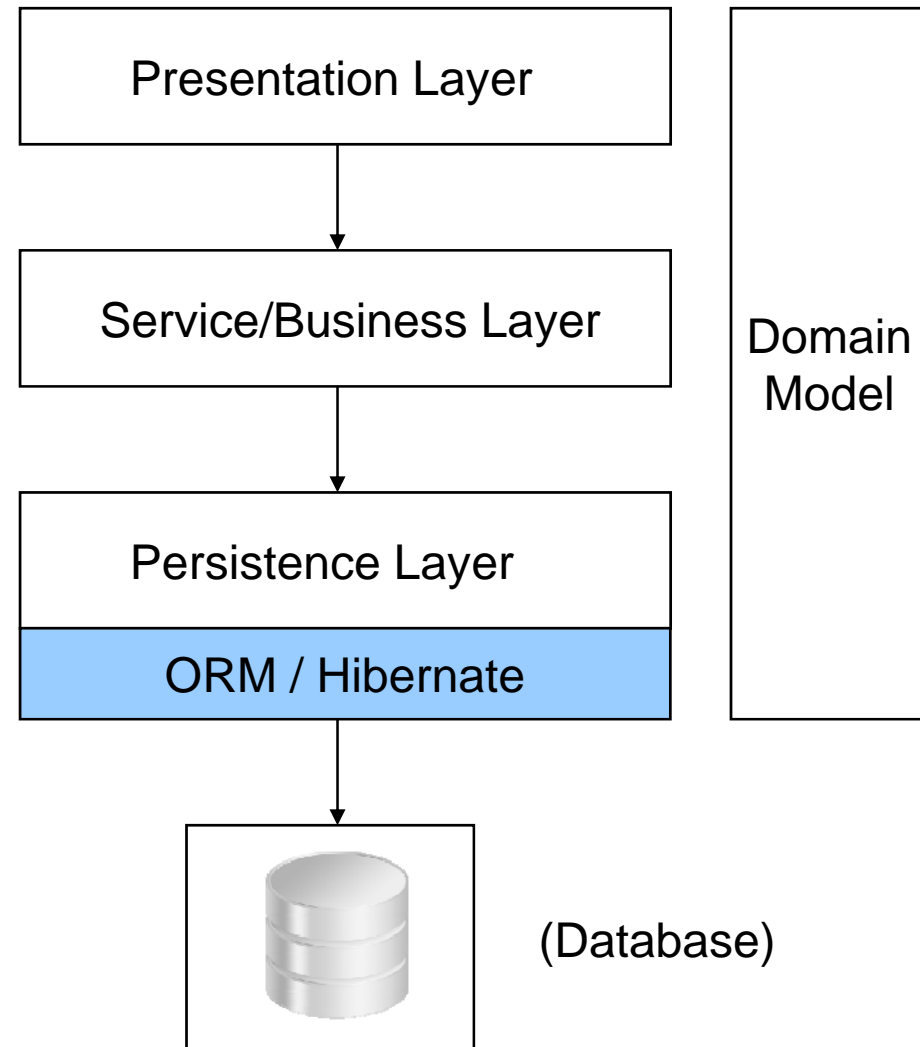 Presentation Layer
Service/Business Layer
Domain
Model
Persistence Layer
ORM / Hibernate
(Database)